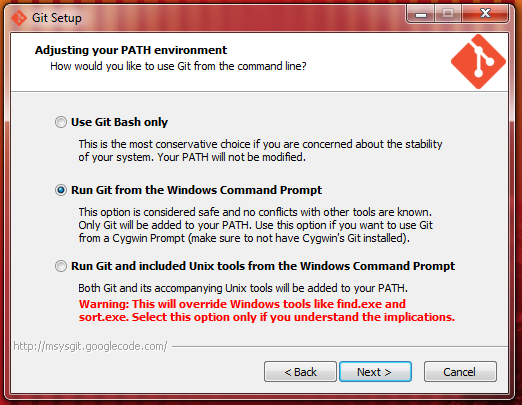 Git Setup
Adjusting your PATH environment
How would you like to use Git from the command line?
Use Git Bash only
This is the most conservative choice if you are concerned about the stability
of your system. Your PATH will not be modified.
Run Git from the Windows Command Prompt
This option is considered safe and no conflicts with other tools are known.
Only Git will be added to your PATH. Use this option if you want to use Git
from a Cygwin Prompt (make sure to not have Cygwin's Git installed).
Run Git and included Unix tools from the Windows Command Prompt
Both Git and its accompanying Unix tools will be added to your PATH.
Warning: This will override Windows tools like find.exe and
sort.exe. Select this option only if you understand the implications.
http://msysgit.googlecode.com/
< Back Next > Cancel